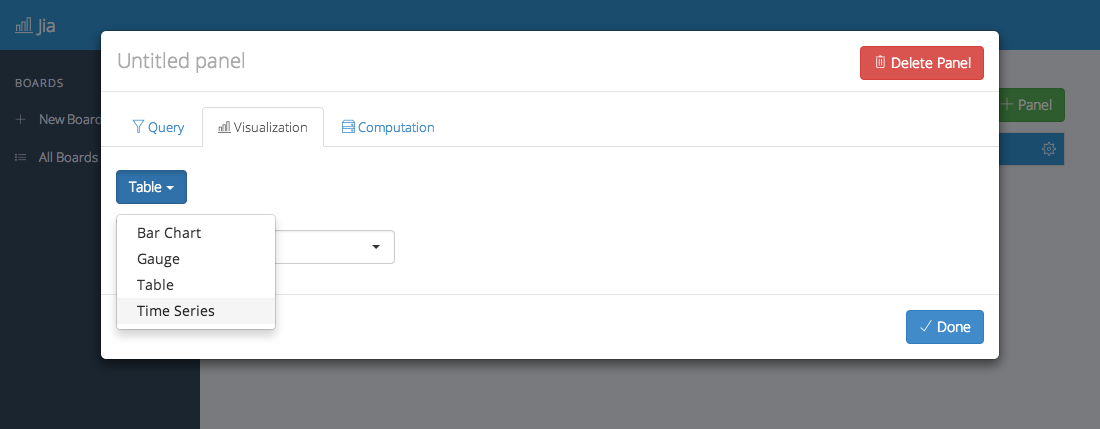 Jia
Untitled panel
Delete Panel
BOARDS
New Board
All Boards
Panel
Query
Visualization
Computation
Table
Bar Chart
Gauge
Table
Time Series
Done